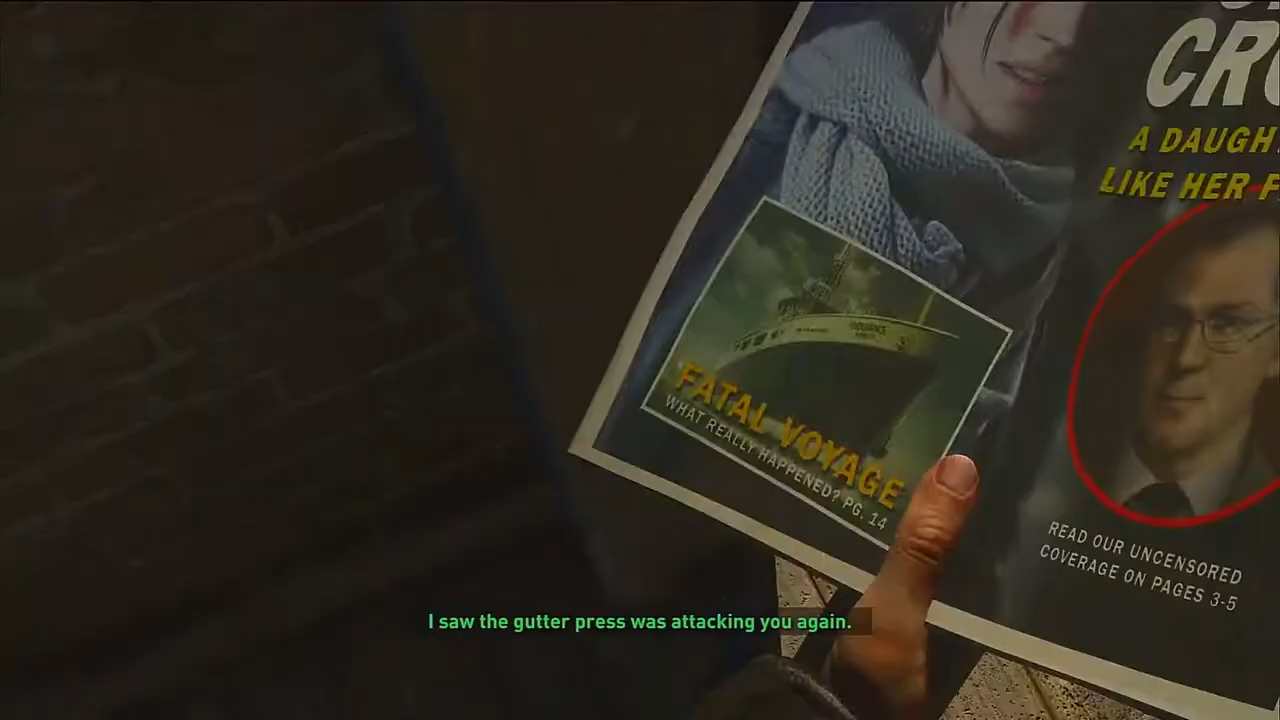 CR
A DAUGH
LIKE HER F
FATAL VOYAGE
WHAT REALLY HAPPENED? PG. 14
READ OUR UNCENSORED
COVERAGE ON PAGES 3-5
I saw the gutter press was attacking you again.